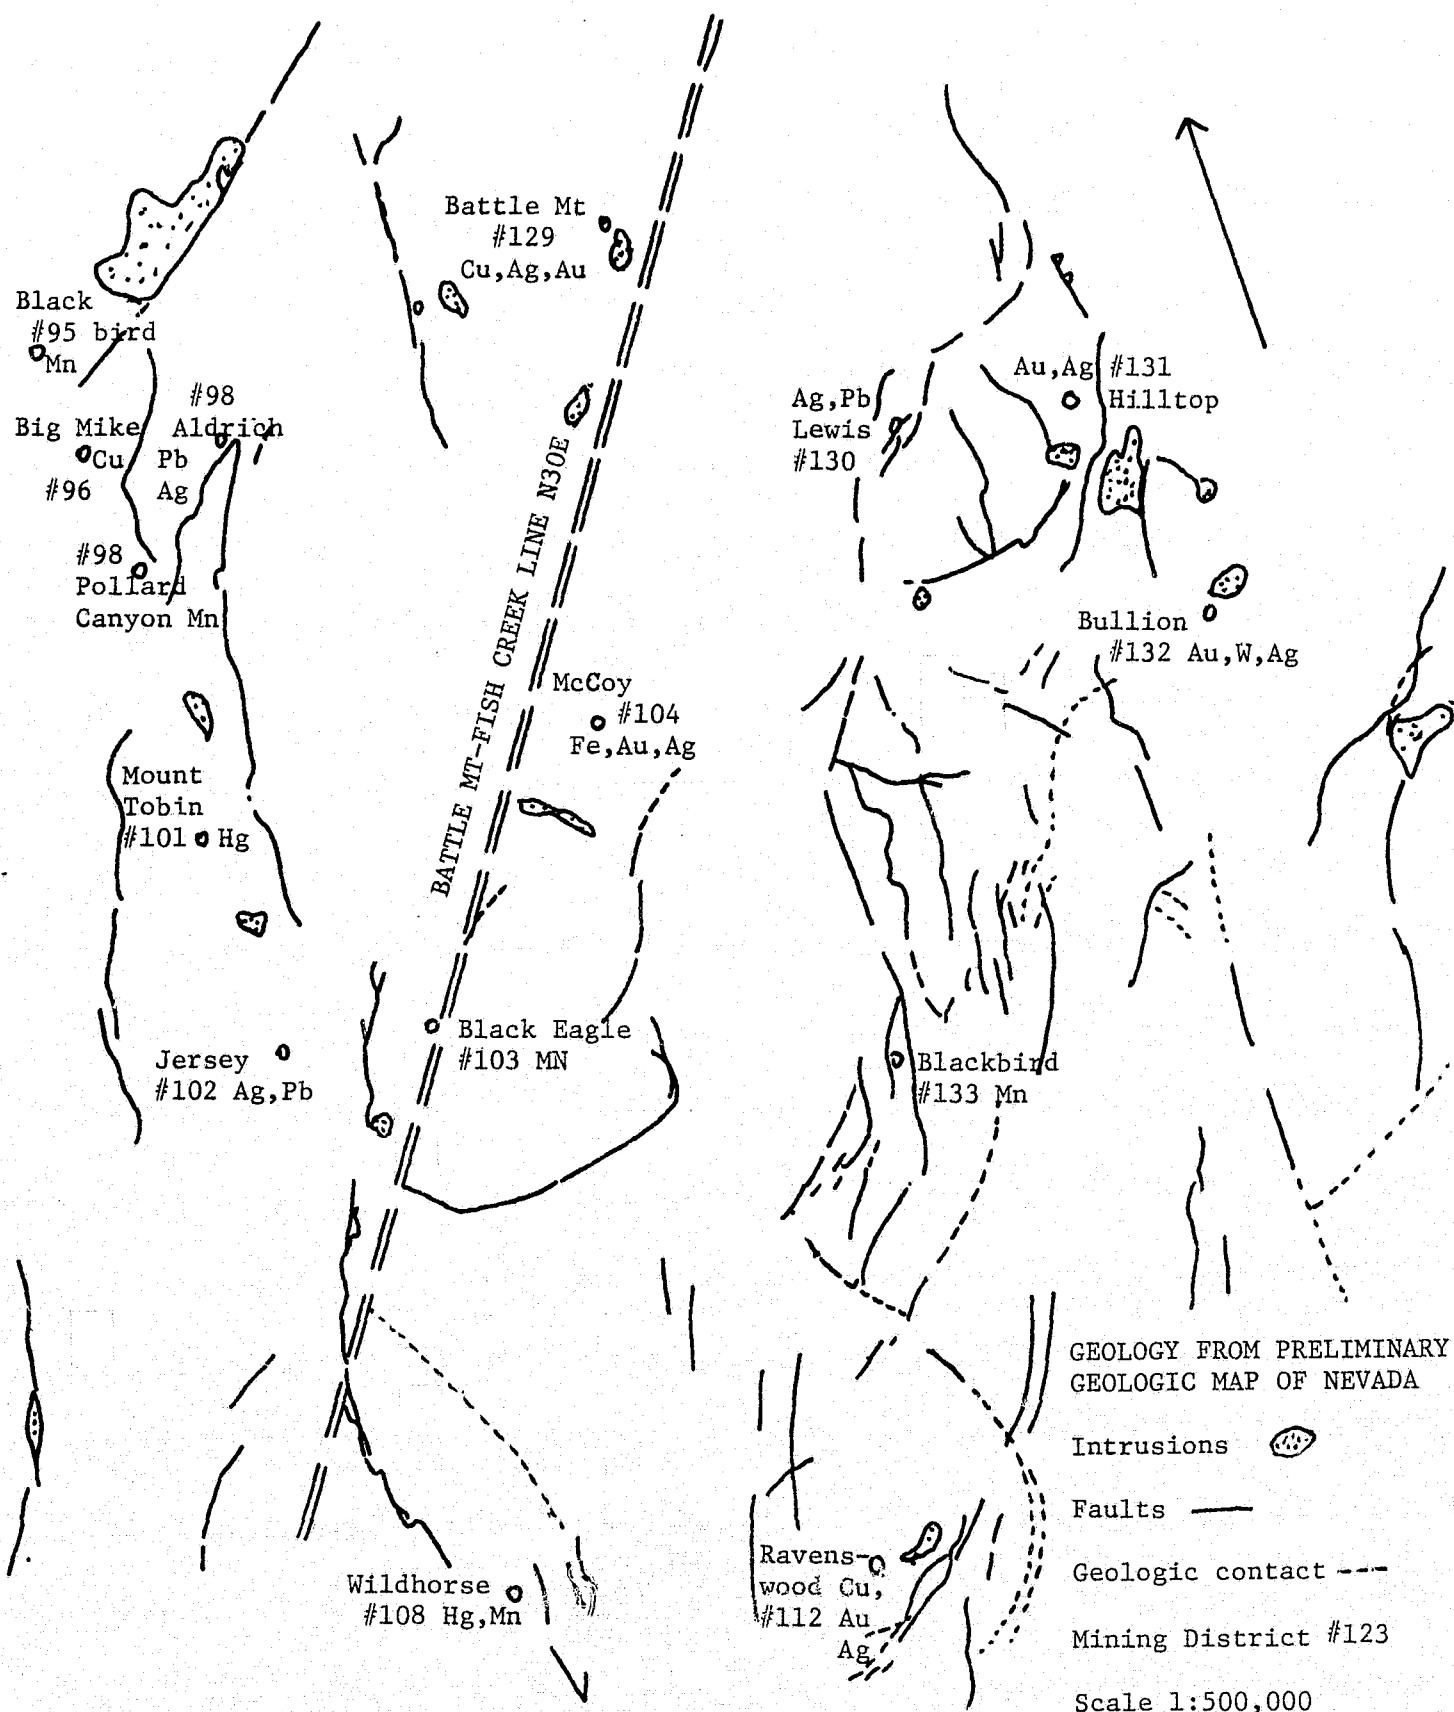 Battle Mt
#129
Cu,Ag,Au
Black
#95 bird
Mn
#98
Big Mike
Aldrich
Cu
Pb
#96
Ag
#98
Pollard
Canyon Mn
BATTLE MT-FISH CREEK LINE N30E
McCoy
#104
Fe,Au,Ag
Mount
Tobin
#101 Hg
Black Eagle
#103 MN
Jersey
#102 Ag,Pb
Wildhorse
#108 Hg,Mn
Au,Ag #131
Hilltop
Ag,Pb
Lewis
#130
Bullion
#132 Au,W,Ag
Blackbird
#133 Mn
Ravens-
wood Cu,
#112 Au
Ag
GEOLOGY FROM PRELIMINARY
GEOLOGIC MAP OF NEVADA
Intrusions
Faults
Geologic contact
Mining District #123
Scale 1:500,000